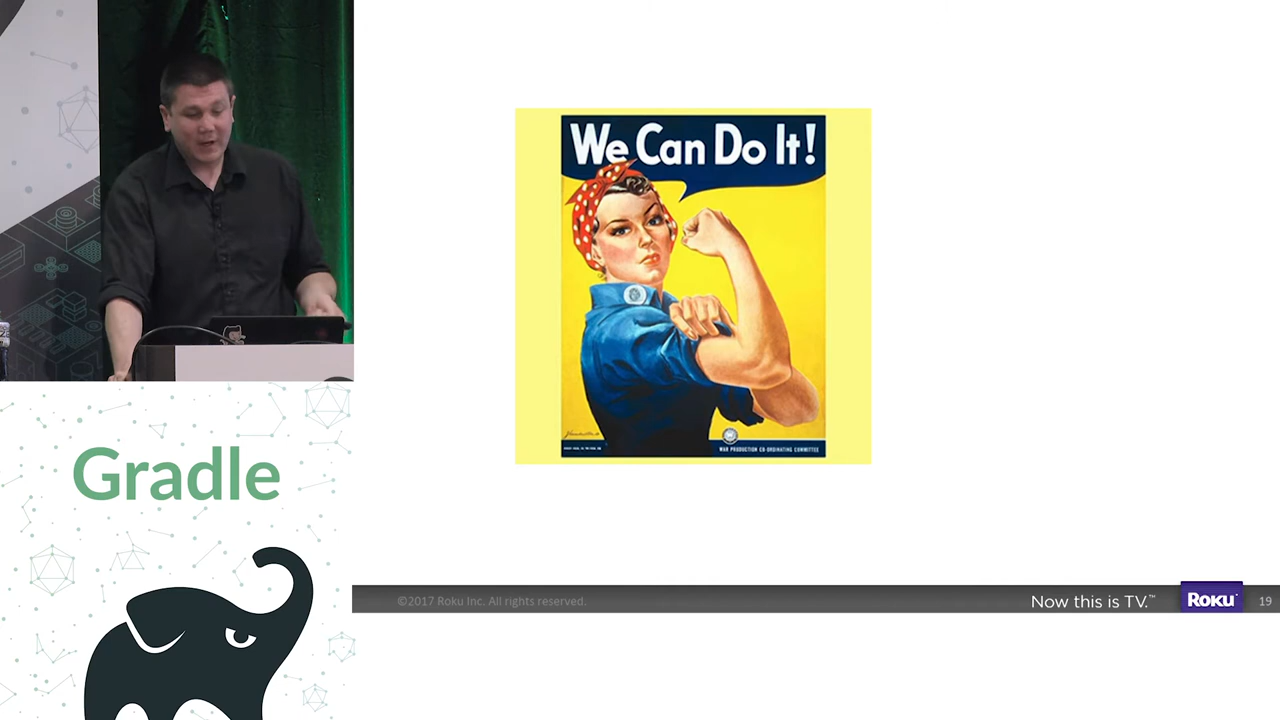 We Can Do It!
WAR PRODUCTION CO-ORDINATING COMMITTEE
Gradle
©2017 Roku Inc. All rights reserved.
Now this is TV.™
ROKU
19